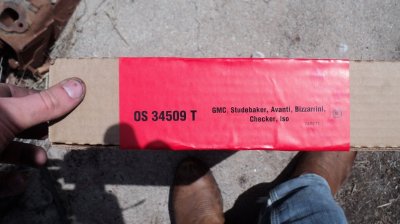 OS 34509 T
GMC, Studebaker, Avanti, Bizzarrini,
Checker, Iso